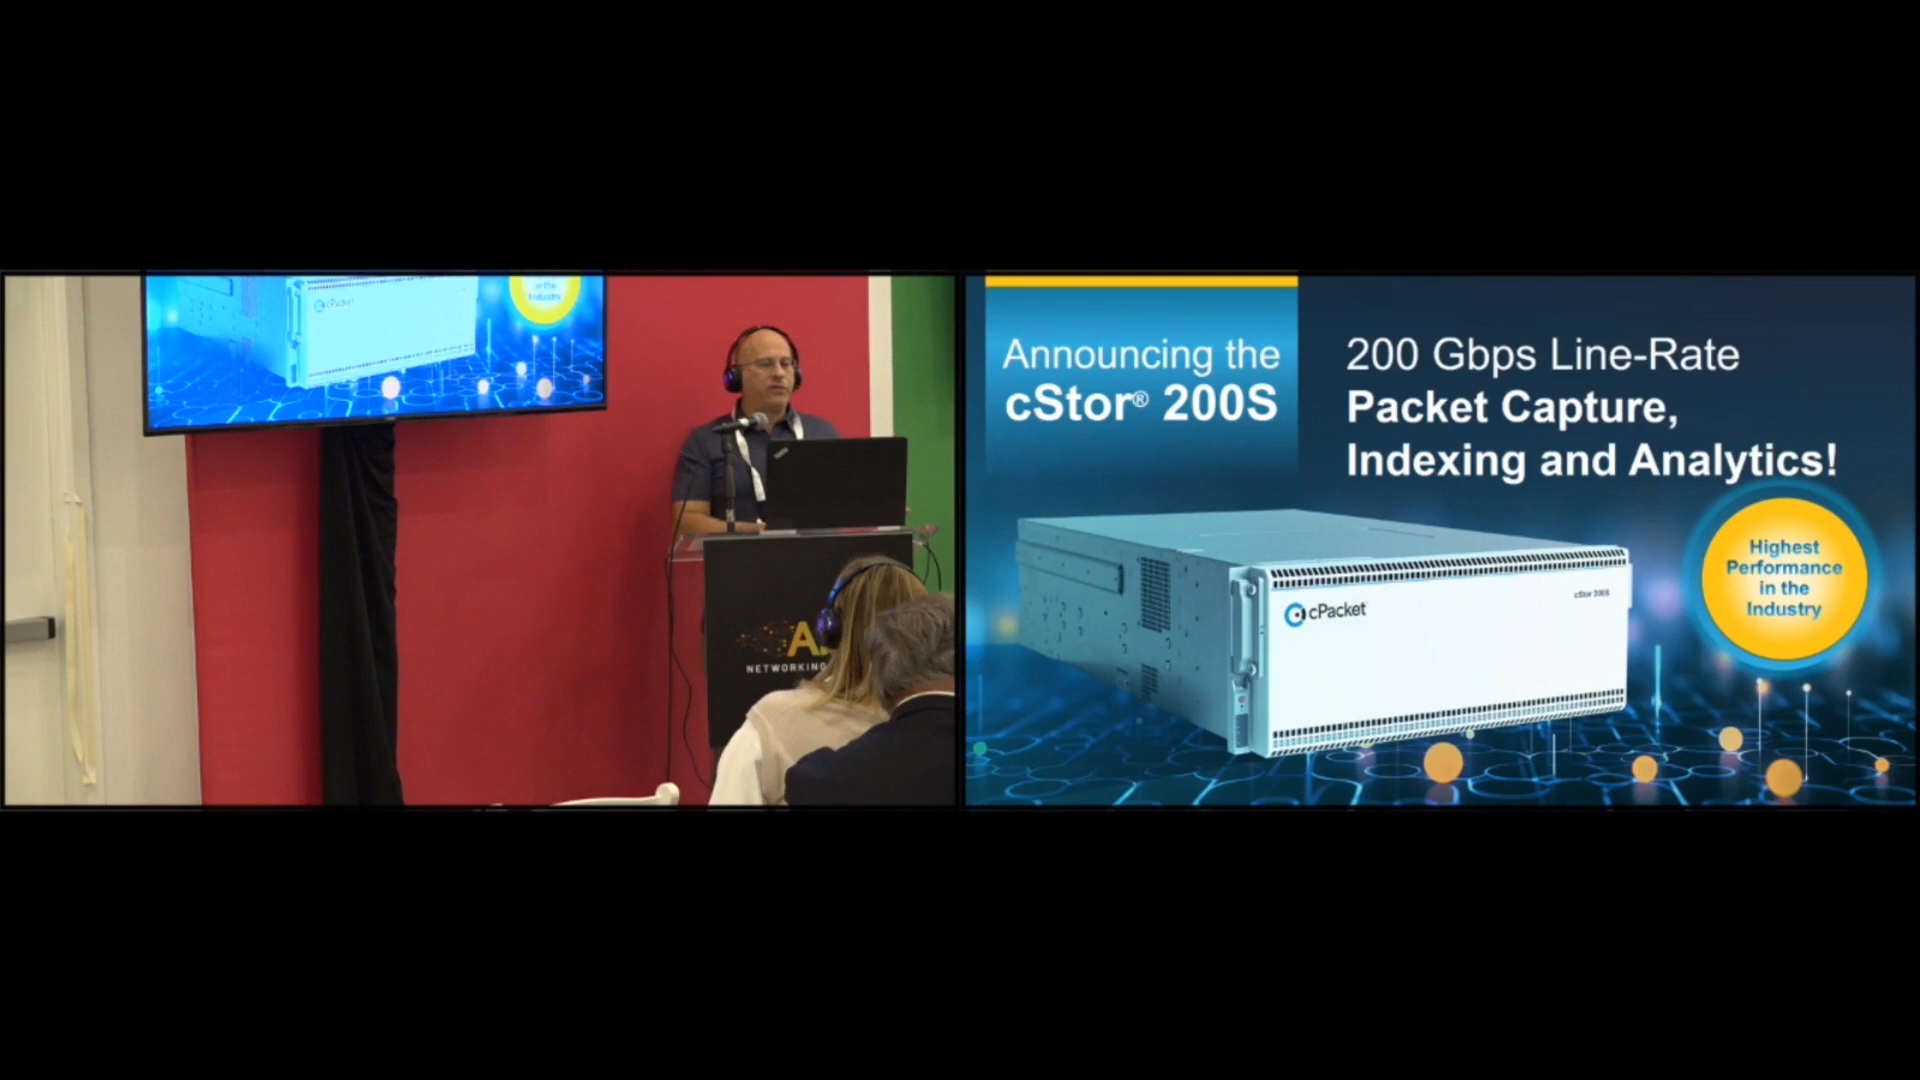 in the
Industry
cPacket
NETWORKING
Announcing the
cStor® 200S
200 Gbps Line-Rate
Packet Capture,
Indexing and Analytics!
Highest
Performance
in the
Industry
cPacket
cStor 200S